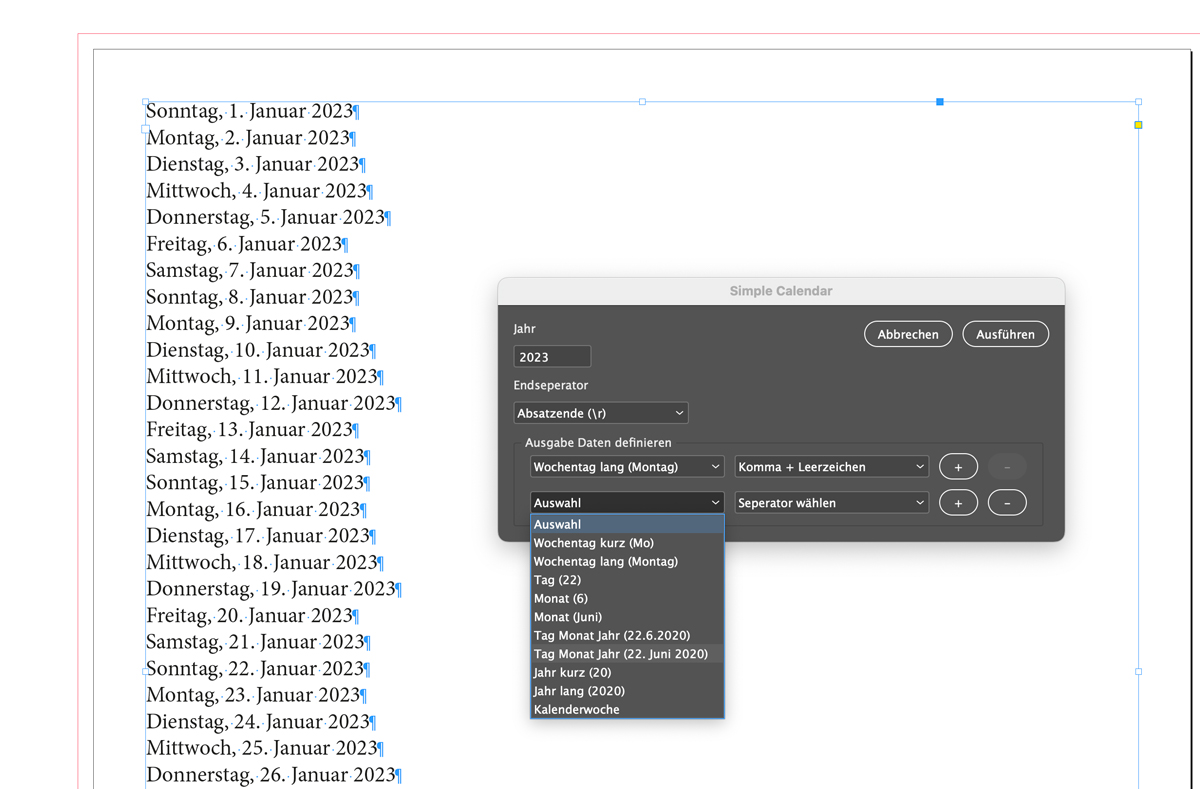 Sonntag, 1. Januar 2023¶
Montag, 2. Januar 2023¶
Dienstag, 3. Januar 2023¶
Mittwoch, 4. Januar 2023¶
Donnerstag, 5. Januar 2023¶
Freitag, 6. Januar 2023¶
Samstag, 7. Januar 2023¶
Sonntag, 8. Januar 2023¶
Montag, 9. Januar 2023¶
Dienstag, 10. Januar 2023¶
Mittwoch, 11. Januar 2023¶
Donnerstag, 12. Januar 2023¶
Freitag, 13. Januar 2023¶
Samstag, 14. Januar 2023¶
Sonntag, 15. Januar 2023¶
Montag, 16. Januar 2023¶
Dienstag, 17. Januar 2023¶
Mittwoch, 18. Januar 2023¶
Donnerstag, 19. Januar 2023¶
Freitag, 20. Januar 2023¶
Samstag, 21. Januar 2023¶
Sonntag, 22. Januar 2023¶
Montag, 23. Januar 2023¶
Dienstag, 24. Januar 2023¶
Mittwoch, 25. Januar 2023¶
Donnerstag, 26. Januar 2023¶
Simple Calendar
Jahr
Abbrechen Ausführen
2023
Endseperator
Absatzende (\r)
Ausgabe Daten definieren
Wochentag lang (Montag) Komma + Leerzeichen + -
Auswahl Seperator wählen + -
Auswahl
Wochentag kurz (Mo)
Wochentag lang (Montag)
Tag (22)
Monat (6)
Monat (Juni)
Tag Monat Jahr (22.6.2020)
Tag Monat Jahr (22. Juni 2020)
Jahr kurz (20)
Jahr lang (2020)
Kalenderwoche